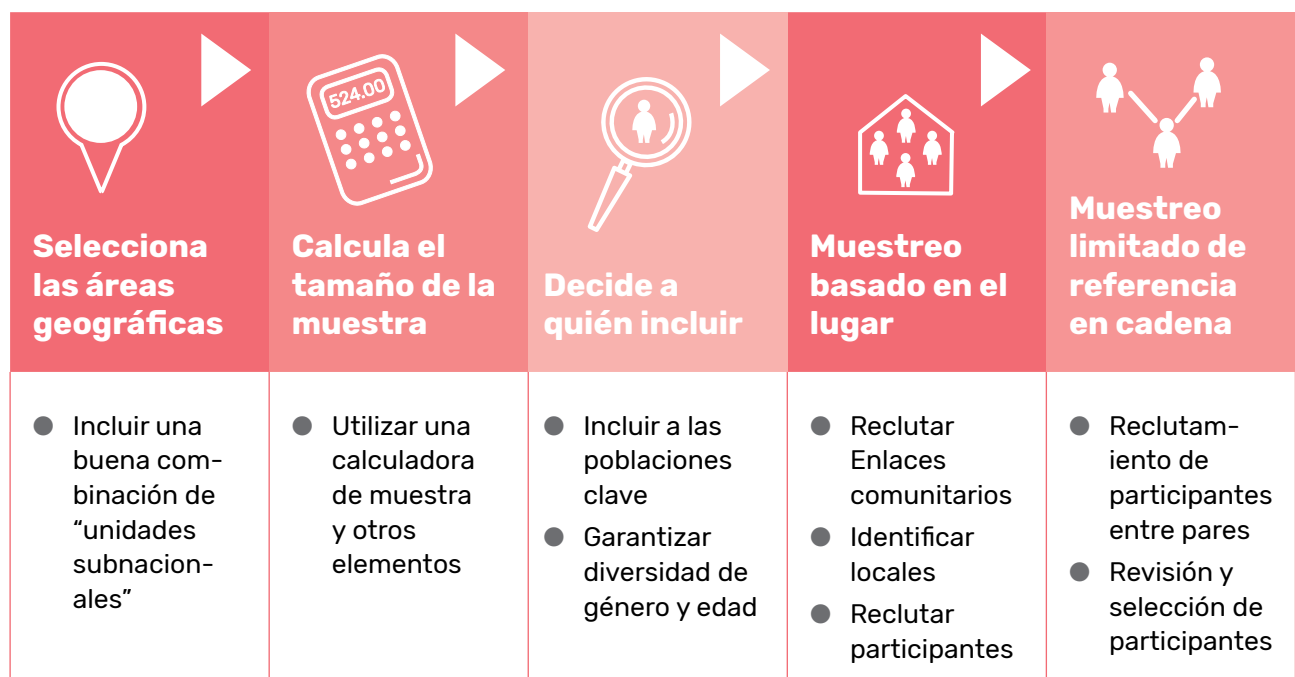 524.00
Selecciona
las áreas
geográficas
Calcula el
tamaño de la
muestra
Decide a
quién incluir
Muestreo
basado en el
lugar
Muestreo
limitado de
referencia
en cadena
● Incluir una
buena com-
binación de
“unidades
subnacion-
ales”
● Utilizar una
calculadora
de muestra
y otros
elementos
● Incluir a las
poblaciones
clave
● Garantizar
diversidad de
género y edad
● Reclutar
Enlaces
comunitarios
● Identificar
locales
● Reclutar
participantes
● Reclutam-
iento de
participantes
entre pares
● Revisión y
selección de
participantes